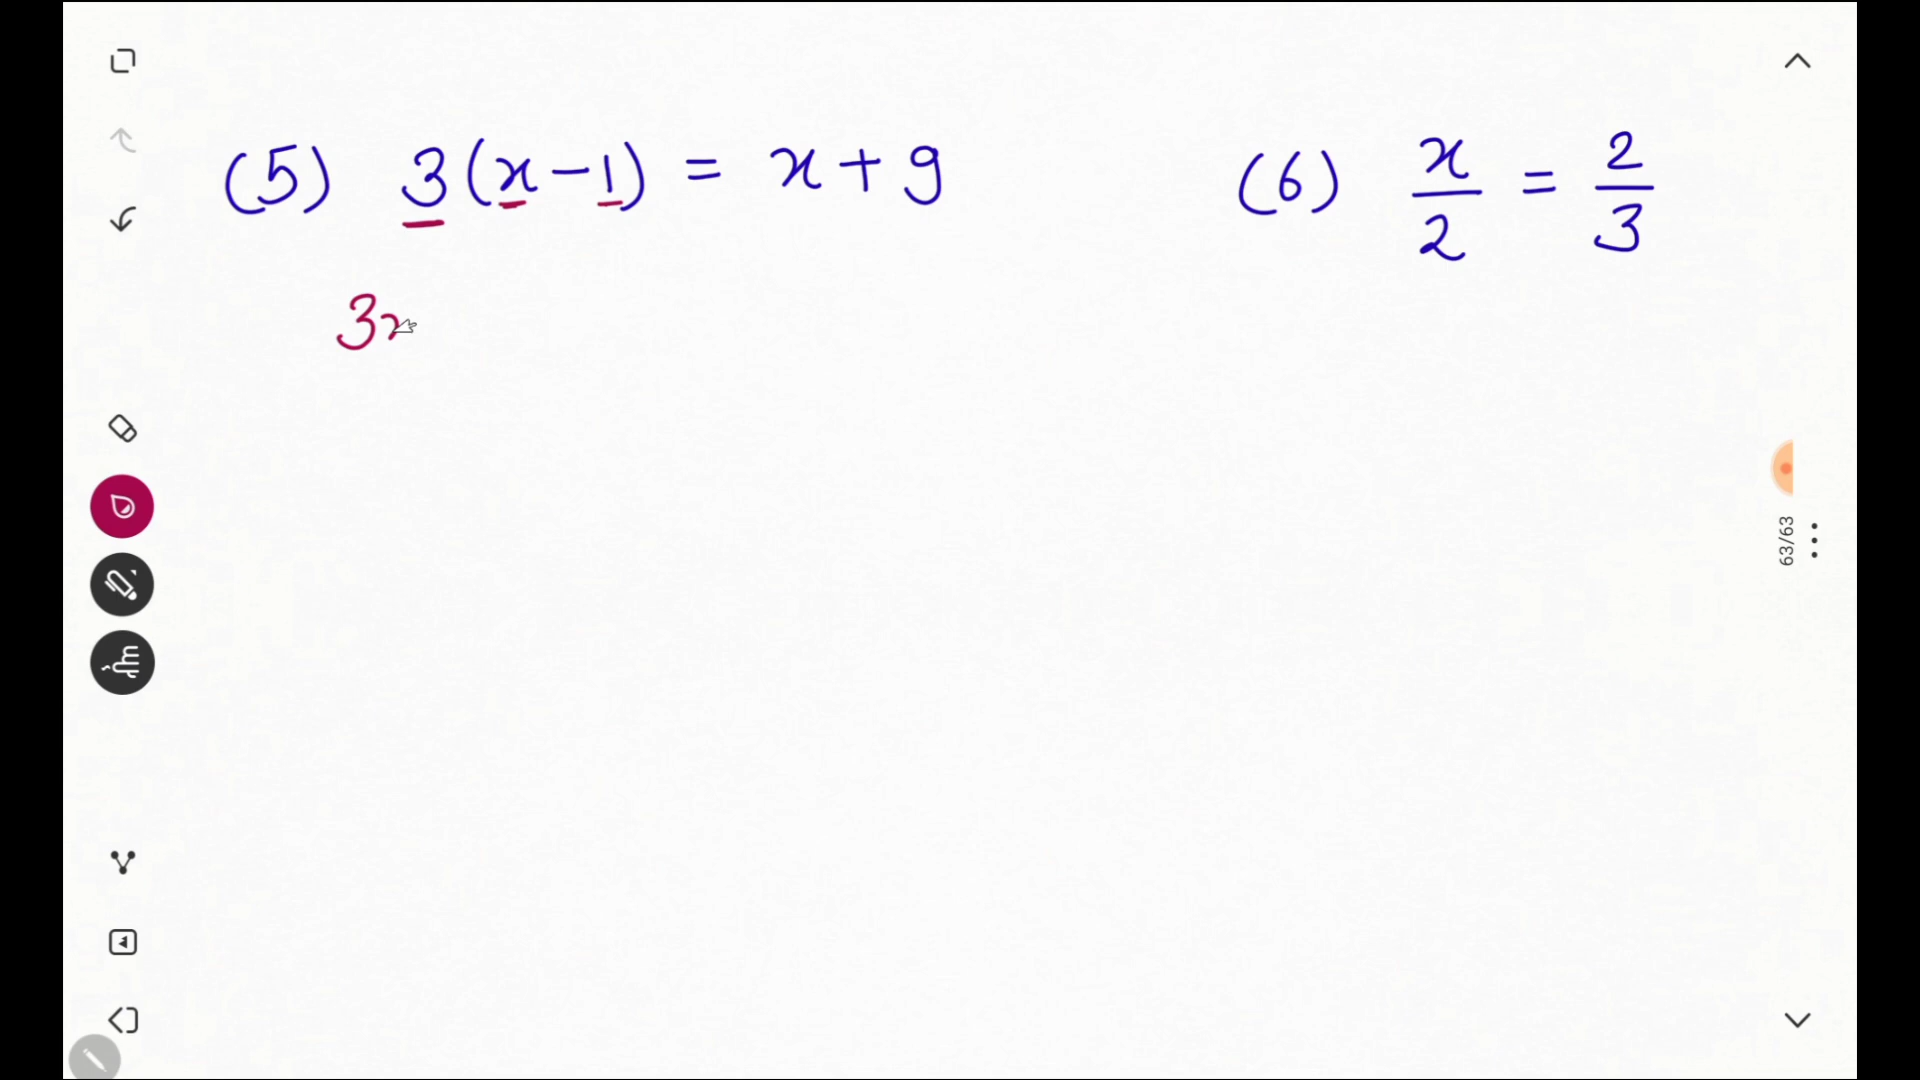 (5) 3(x-1) = x+9
3x
(6) x/2 = 2/3
63/63